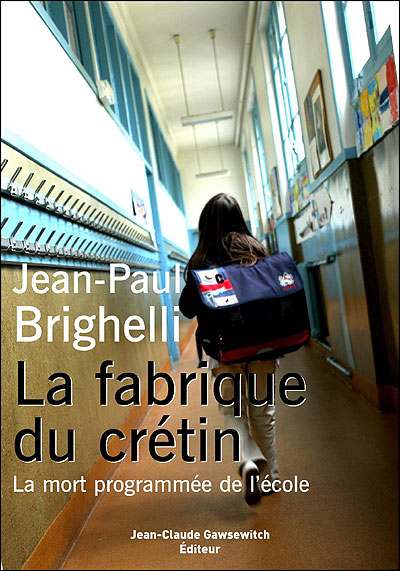 Jean-Paul
Brighelli
La fabrique
du crétin
La mort programmée de l'école
Jean-Claude Gawsewitch
Éditeur